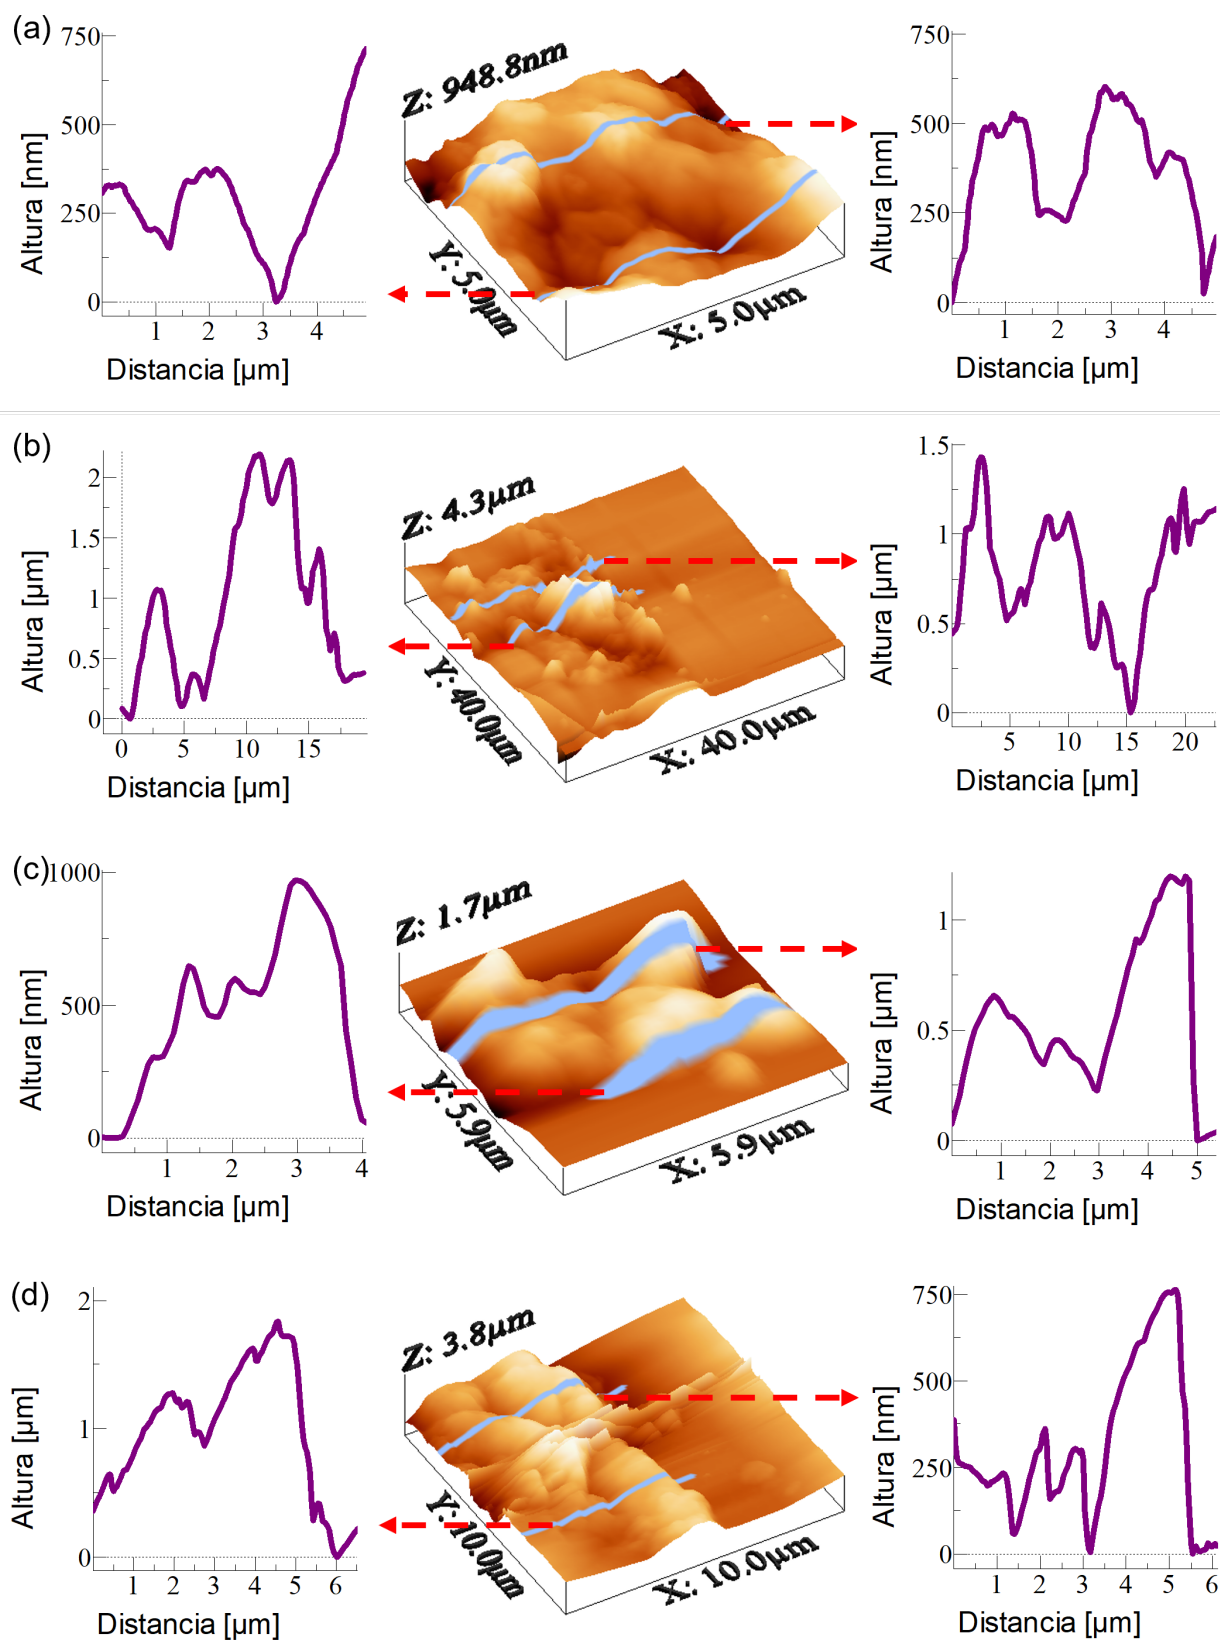 (a)
750
500
250
0
Altura [nm]
1 2 3 4
Distancia [µm]
Z: 948.8nm
Y: 5.0µm
X: 5.0µm
750
500
250
0
Altura [nm]
1 2 3 4
Distancia [µm]
(b)
2
1.5
1
0.5
0
Altura [µm]
0 5 10 15
Distancia [µm]
Z: 4.3µm
Y: 40.0µm
X: 40.0µm
1.5
1
0.5
0
Altura [µm]
5 10 15 20
Distancia [µm]
(c)
1000
500
0
Altura [nm]
1 2 3 4
Distancia [µm]
Z: 1.7µm
Y: 5.9µm
X: 5.9µm
1
0.5
0
Altura [µm]
1 2 3 4 5
Distancia [µm]
(d)
2
1
0
Altura [µm]
1 2 3 4 5 6
Distancia [µm]
Z: 3.8µm
Y: 10.0µm
X: 10.0µm
750
500
250
0
Altura [nm]
1 2 3 4 5 6
Distancia [µm]